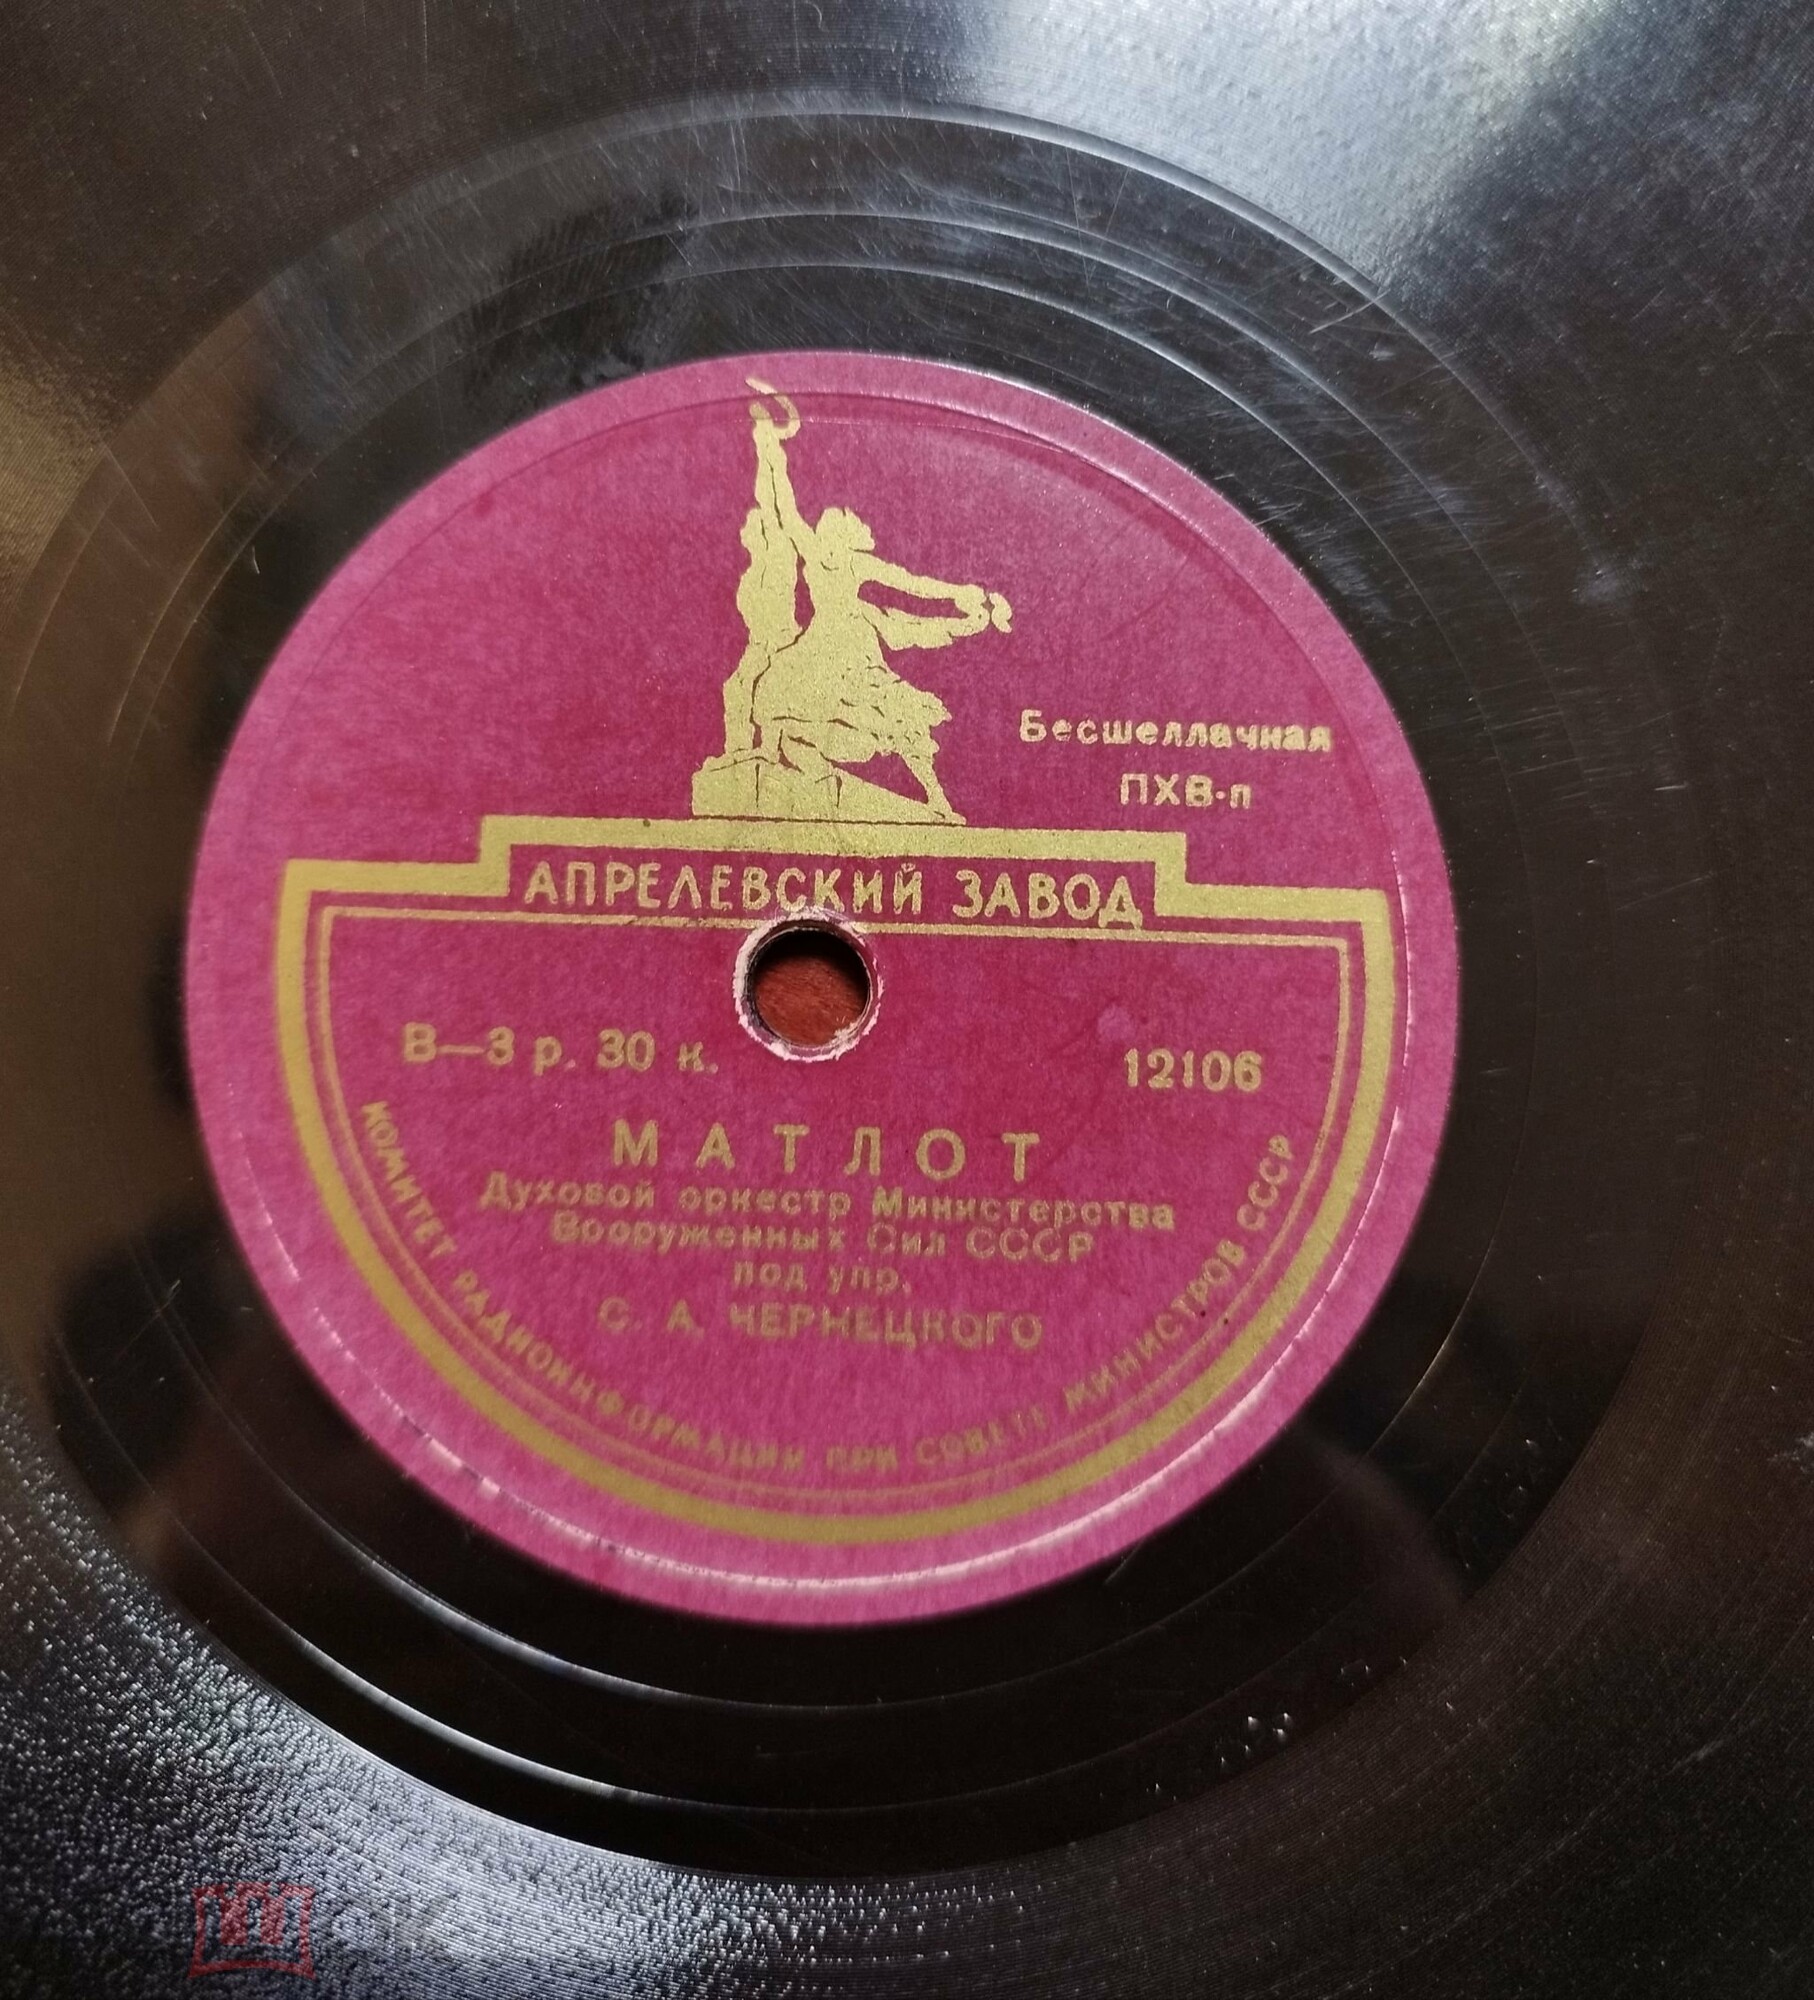 Бесшеллачная
ПХВ-п
АПРЕЛЕВСКИЙ ЗАВОД
В—3 р. 30 к.
12106
МАТЛОТ
Духовой оркестр Министерства
Вооруженных Сил СССР
под упр.
С. А. ЧЕРНЕЦКОГО
КОМИТЕТ РАДИОИНФОРМАЦИИ ПРИ СОВЕТЕ МИНИСТРОВ СССР